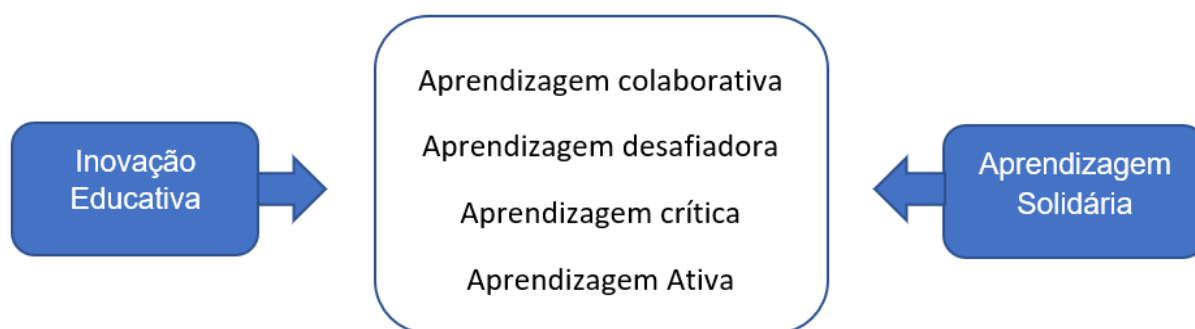 Inovação
Educativa
Aprendizagem colaborativa
Aprendizagem desafiadora
Aprendizagem crítica
Aprendizagem Ativa
Aprendizagem
Solidária